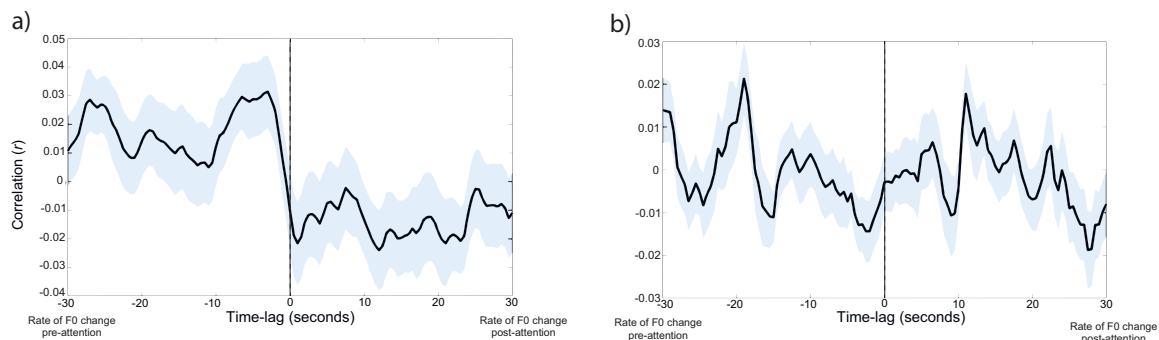 a)
0.05
0.04
0.03
0.02
0.01
0
-0.01
-0.02
-0.03
-0.04
Correlation (r)
-30 -20 -10 0 10 20 30
Rate of F0 change
pre-attention
Time-lag (seconds)
Rate of F0 change
post-attention
b)
0.03
0.02
0.01
0
-0.01
-0.02
-0.03
-30 -20 -10 0 10 20 30
Rate of F0 change
pre-attention
Time-lag (seconds)
Rate of F0 change
post-attention